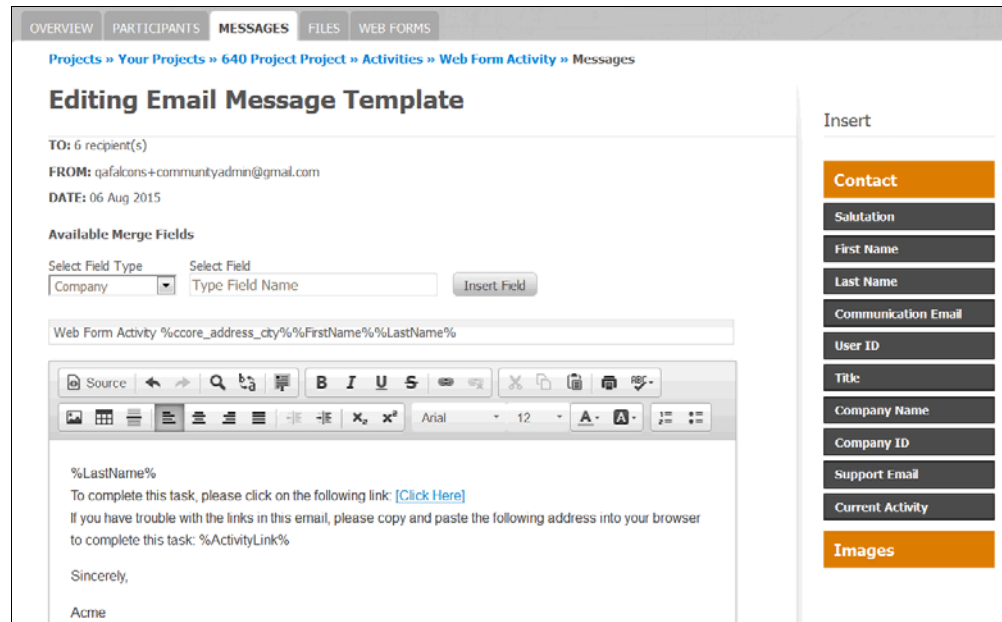 OVERVIEW PARTICIPANTS MESSAGES FILES WEB FORMS
Projects » Your Projects » 640 Project Project » Activities » Web Form Activity » Messages
Editing Email Message Template
TO: 6 recipient(s)
FROM: qafalcons+communtyadmin@gmail.com
DATE: 06 Aug 2015
Available Merge Fields
Select Field Type Select Field
Company Type Field Name Insert Field
Web Form Activity %ccore_address_city%%FirstName%%LastName%
Source B I U S ABC
X₂ X² Arial 12 A A
%LastName%
To complete this task, please click on the following link: [Click Here]
If you have trouble with the links in this email, please copy and paste the following address into your browser
to complete this task: %ActivityLink%
Sincerely,
Acme
Insert
Contact
Salutation
First Name
Last Name
Communication Email
User ID
Title
Company Name
Company ID
Support Email
Current Activity
Images